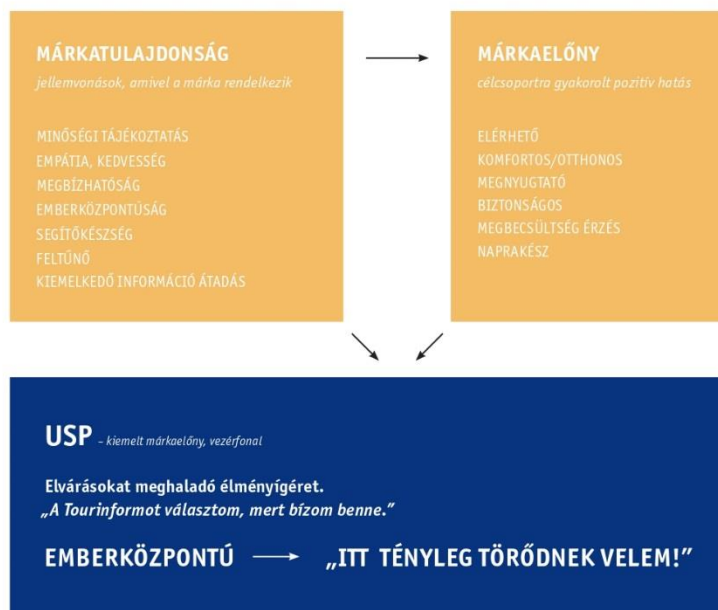 MÁRKATULAJDONSÁG
jellemvonások, amivel a márka rendelkezik
MINŐSÉGI TÁJÉKOZTATÁS
EMPÁTIA, KEDVESSÉG
MEGBÍZHATÓSÁG
EMBERKÖZPONTÚSÁG
SEGÍTŐKÉSZSÉG
FELTŰNŐ
KIEMELKEDŐ INFORMÁCIÓ ÁTADÁS
MÁRKAELŐNY
célcsoportra gyakorolt pozitív hatás
ELÉRHETŐ
KOMFORTOS/OTTHONOS
MEGNYUGTATÓ
BIZTONSÁGOS
MEGBECSÜLTSÉG ÉRZÉS
NAPRAKÉSZ
USP – kiemelt márkaelőny, vezérfonal
Elvárásokat meghaladó élményígéret.
„A Tourinformot választom, mert bízom benne.”
EMBERKÖZPONTÚ → „ITT TÉNYLEG TÖRŐDNEK VELEM!”